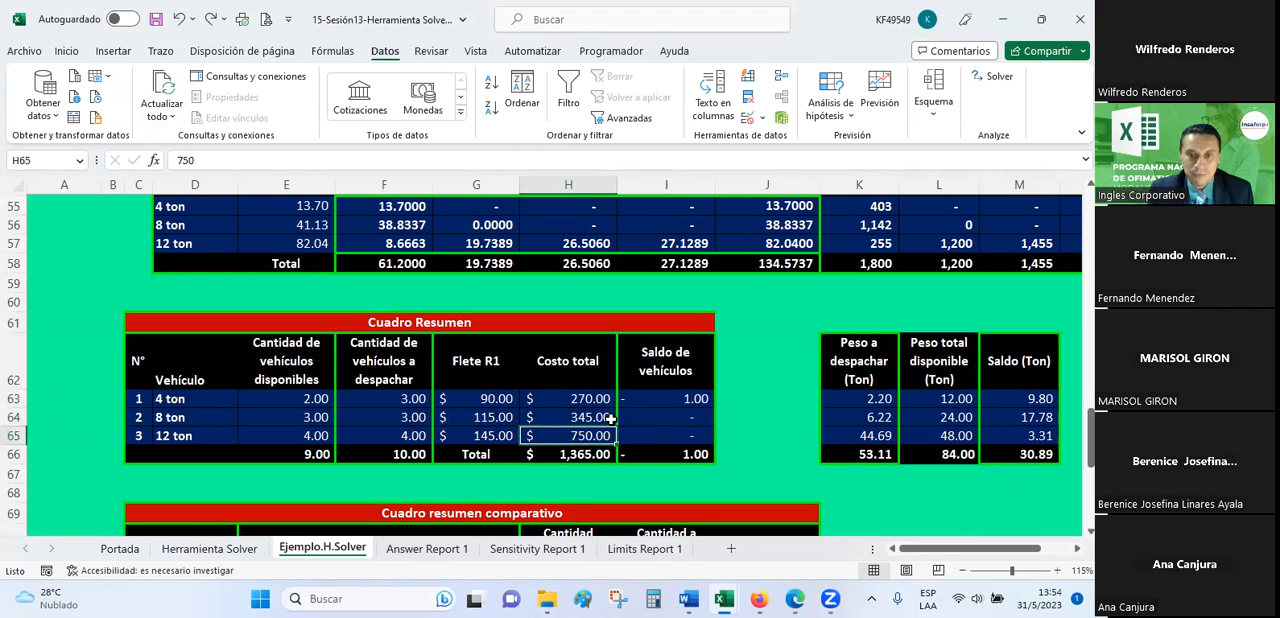 Autoguardado
15-Sesión13-Herramienta Solve...
Buscar
KF49549
K
Archivo Inicio Insertar Trazo Disposición de página Fórmulas Datos Revisar Vista Automatizar Programador Ayuda
Comentarios
Compartir
Obtener datos
Obtener y transformar datos
Actualizar todo
Consultas y conexiones
Propiedades
Editar vínculos
Consultas y conexiones
Cotizaciones
Monedas
Tipos de datos
Ordenar
Filtro
Borrar
Volver a aplicar
Avanzadas
Ordenar y filtrar
Texto en columnas
Herramientas de datos
Análisis de hipótesis
Previsión
Previsión
Esquema
Solver
Analyze
H65
fx
750
A B C D E F G H I J K L M
55 4 ton 13.70 13.7000 - - - 13.7000 403 - -
56 8 ton 41.13 38.8337 0.0000 - - 38.8337 1,142 0 -
57 12 ton 82.04 8.6663 19.7389 26.5060 27.1289 82.0400 255 1,200 1,455
58 Total 61.2000 19.7389 26.5060 27.1289 134.5737 1,800 1,200 1,455
59
60
61 Cuadro Resumen
62 N° Vehículo Cantidad de vehículos disponibles Cantidad de vehículos a despachar Flete R1 Costo total Saldo de vehículos Peso a despachar (Ton) Peso total disponible (Ton) Saldo (Ton)
63 1 4 ton 2.00 3.00 $ 90.00 $ 270.00 - 1.00 2.20 12.00 9.80
64 2 8 ton 3.00 3.00 $ 115.00 $ 345.00 - 6.22 24.00 17.78
65 3 12 ton 4.00 4.00 $ 145.00 $ 750.00 - 44.69 48.00 3.31
66 9.00 10.00 Total $ 1,365.00 - 1.00 53.11 84.00 30.89
67
68
69 Cuadro resumen comparativo
Cantidad Cantidad a
Portada Herramienta Solver Ejemplo.H.Solver Answer Report 1 Sensitivity Report 1 Limits Report 1
Listo
Accesibilidad: es necesario investigar
115%
28°C
Nublado
Buscar
ESP
LAA
13:54
31/5/2023
1
Wilfredo Renderos
Wilfredo Renderos
PROGRAMA NAC
DE OFIMATI
Insaforp
Ingles Corporativo
Fernando Menen...
Fernando Menendez
MARISOL GIRON
MARISOL GIRON
Berenice Josefina...
Berenice Josefina Linares Ayala
Ana Canjura
Ana Canjura